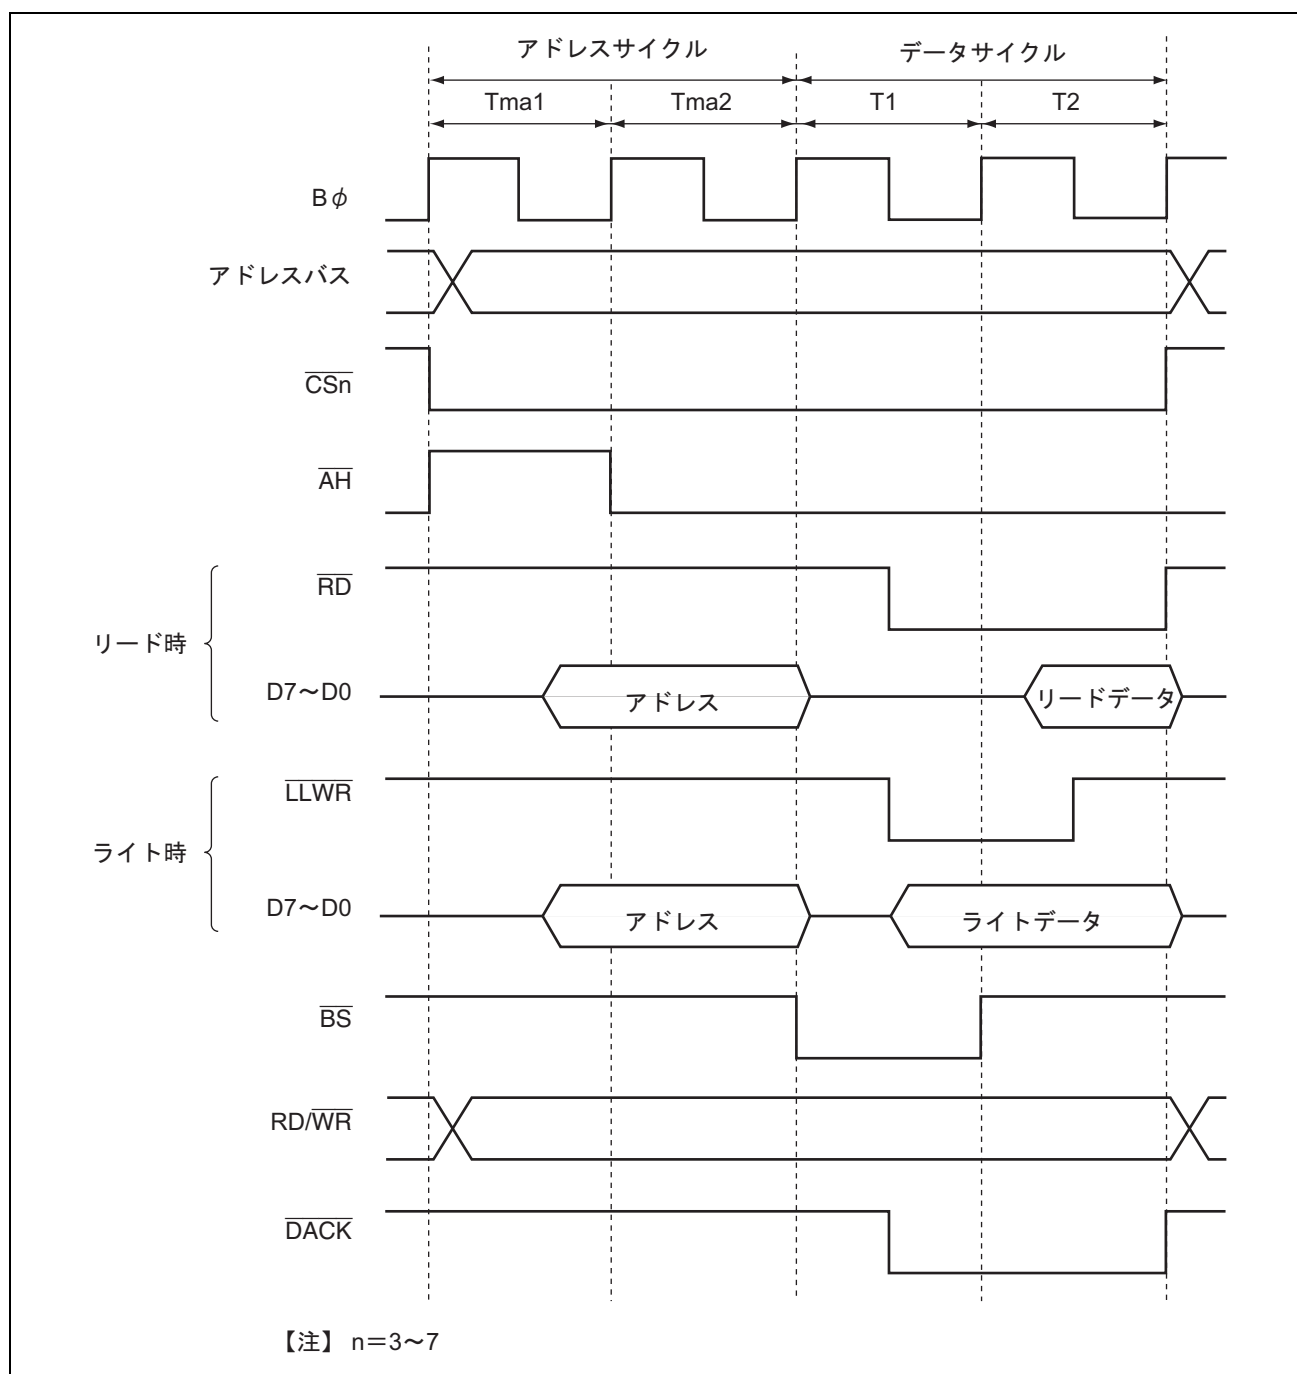 アドレスサイクル データサイクル
Tma1 Tma2 T1 T2
Bφ
アドレスバス
CSn
AH
RD
リード時
D7～D0 アドレス リードデータ
LLWR
ライト時
D7～D0 アドレス ライトデータ
BS
RD/WR
DACK
【注】 n＝3～7